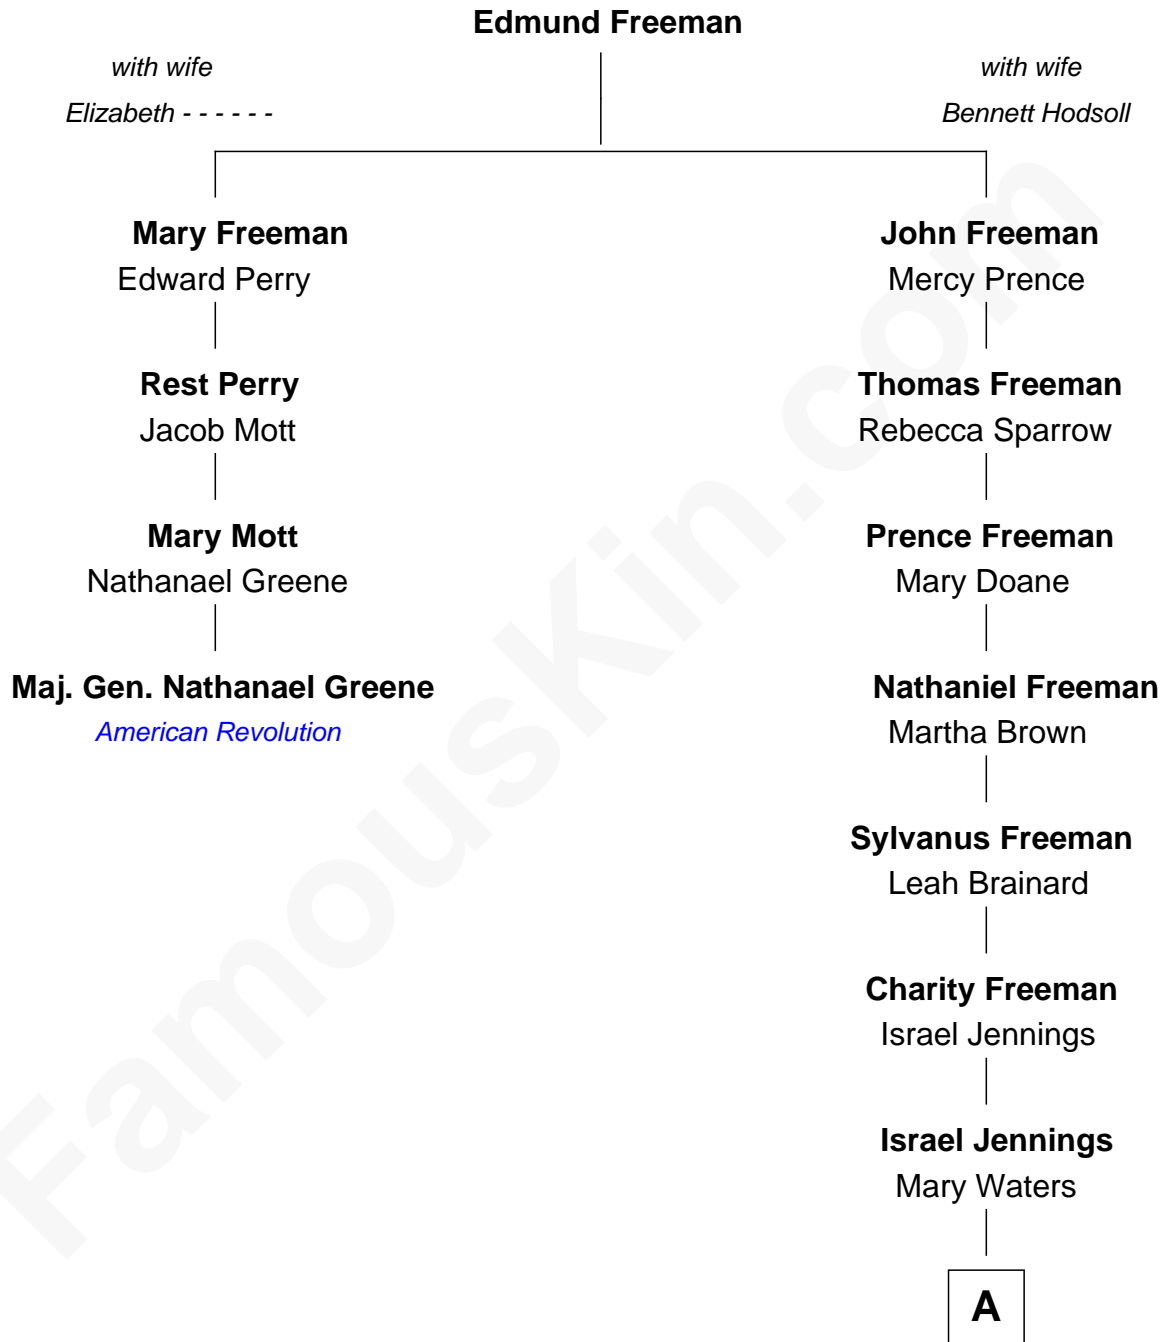 Edmund Freeman
with wife
Elizabeth - - - - - -
with wife
Bennett Hodsoll
Mary Freeman
Edward Perry
Rest Perry
Jacob Mott
Mary Mott
Nathanael Greene
Maj. Gen. Nathanael Greene
American Revolution
John Freeman
Mercy Prence
Thomas Freeman
Rebecca Sparrow
Prence Freeman
Mary Doane
Nathaniel Freeman
Martha Brown
Sylvanus Freeman
Leah Brainard
Charity Freeman
Israel Jennings
Israel Jennings
Mary Waters
A
FamousKin.com